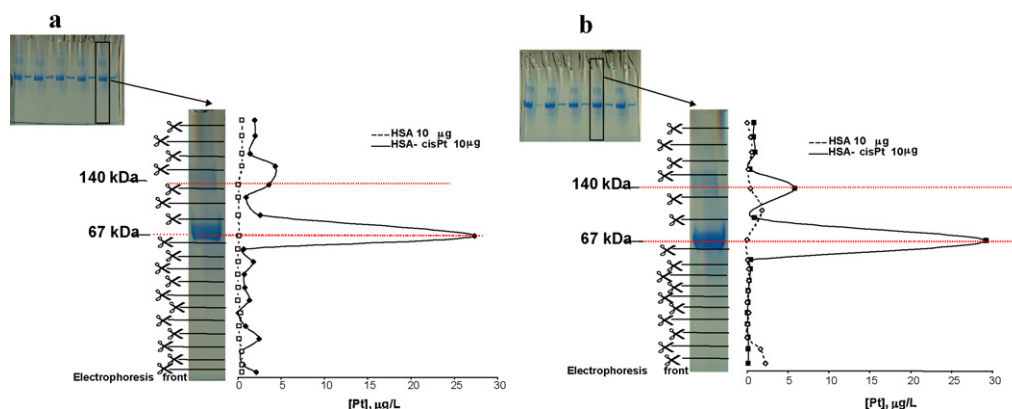 a
HSA 10 μg
HSA- cisPt 10μg
140 kDa
67 kDa
Electrophoresis front
0 5 10 15 20 25 30
[Pt], μg/L
b
HSA 10 μg
HSA- cisPt 10μg
140 kDa
67 kDa
Electrophoresis front
0 5 10 15 20 25 30
[Pt], μg/L